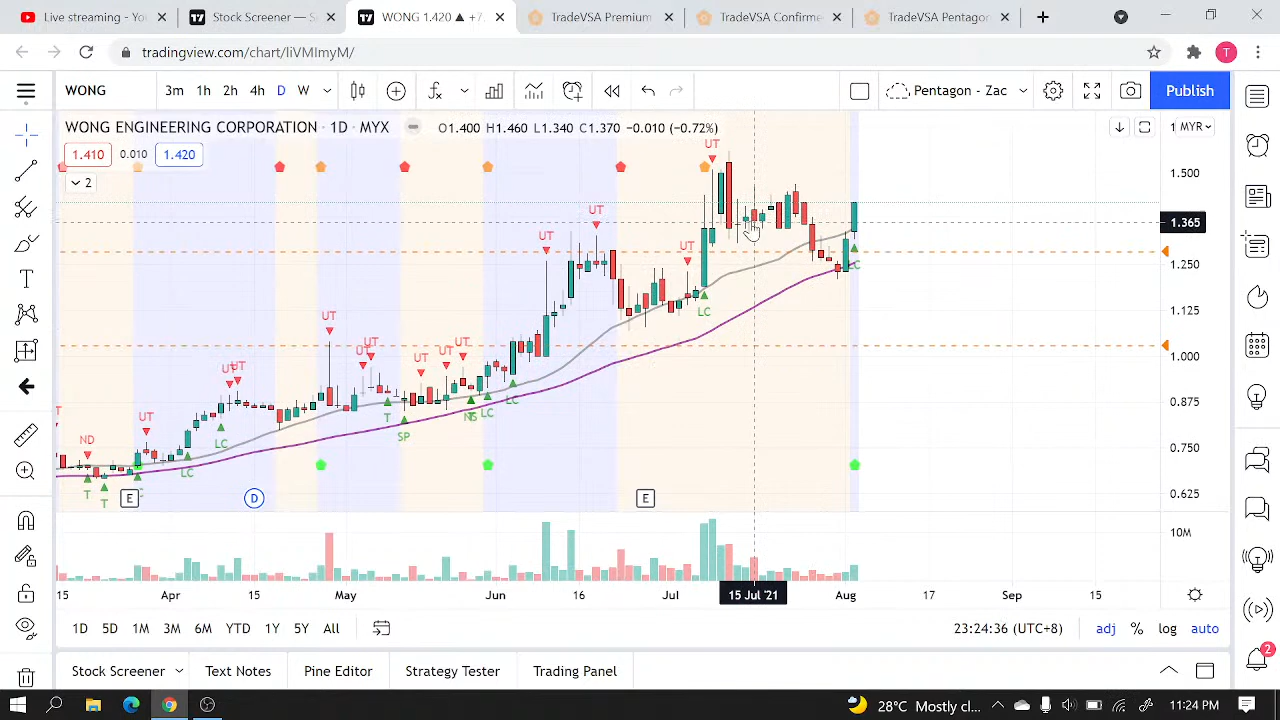 Live streaming - Yo
Stock Screener —
WONG 1.420 ▲ +7.
TradeVSA Premium
TradeVSA Confirme
TradeVSA Pentagor
tradingview.com/chart/liVMImyM/
T
WONG
3m 1h 2h 4h D W
Pentagon - Zac
Publish
WONG ENGINEERING CORPORATION · 1D · MYX
O1.400 H1.460 L1.340 C1.370 −0.010 (−0.72%)
MYR
1.410 0.010 1.420
2
UT
1.500
UT
1.365
UT
UT
1.250
LC
LC
1.125
UT
UT
UT
UT
UT
UT
1.000
UT
UT
LC
0.875
UT
LC
T
ND
LC
SP
0.750
LC
T
T
0.625
E
D
E
10M
15 Apr 15 May Jun 16 Jul 15 Jul '21 Aug 17 Sep 15
1D 5D 1M 3M 6M YTD 1Y 5Y All
23:24:36 (UTC+8) adj % log auto
Stock Screener
Text Notes
Pine Editor
Strategy Tester
Trading Panel
2
28°C Mostly cl...
11:24 PM